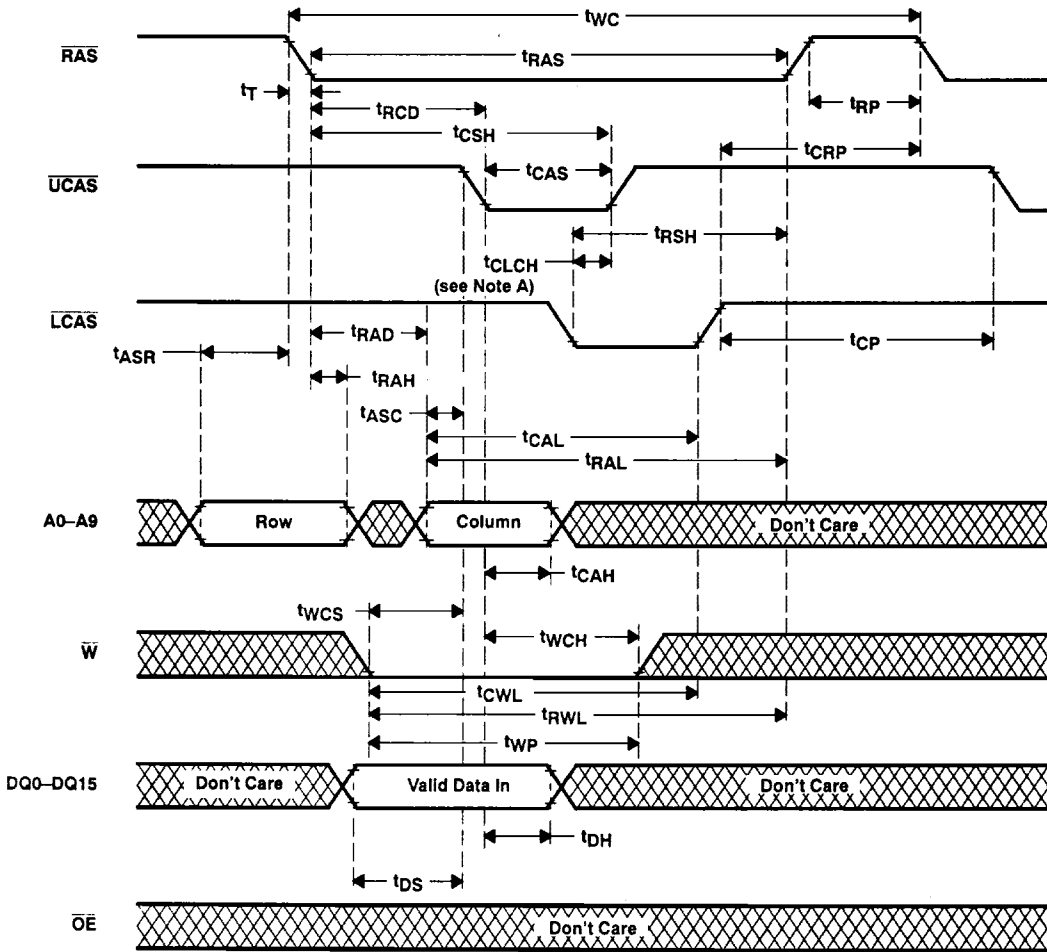 tWC
RAS
tRAS
tT
tRCD
tRP
tCSH
tCRP
UCAS
tCAS
tRSH
tCLCH
(see Note A)
LCAS
tRAD
tCP
tASR
tRAH
tASC
tCAL
tRAL
A0–A9
Row
Column
Don't Care
tCAH
tWCS
W
tWCH
tCWL
tRWL
tWP
DQ0–DQ15
Don't Care
Valid Data In
Don't Care
tDH
tDS
OE
Don't Care